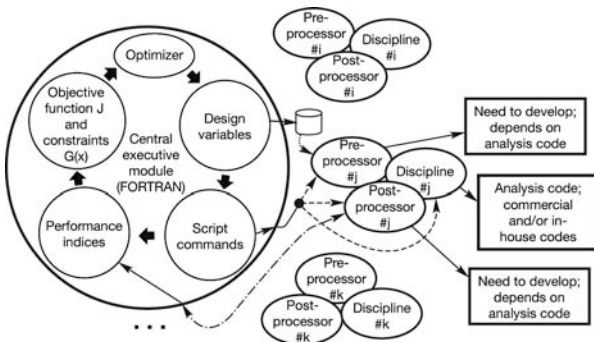 Optimizer
Objective
function J
and
constraints
G(x)
Design
variables
Central
executive
module
(FORTRAN)
Performance
indices
Script
commands
. . .
Pre-
processor
#i
Discipline
#i
Post-
processor
#i
Pre-
processor
#j
Discipline
#j
Post-
processor
#j
Pre-
processor
#k
Post-
processor
#k
Discipline
#k
Need to develop;
depends on
analysis code
Analysis code;
commercial
and/or in-
house codes
Need to develop;
depends on
analysis code